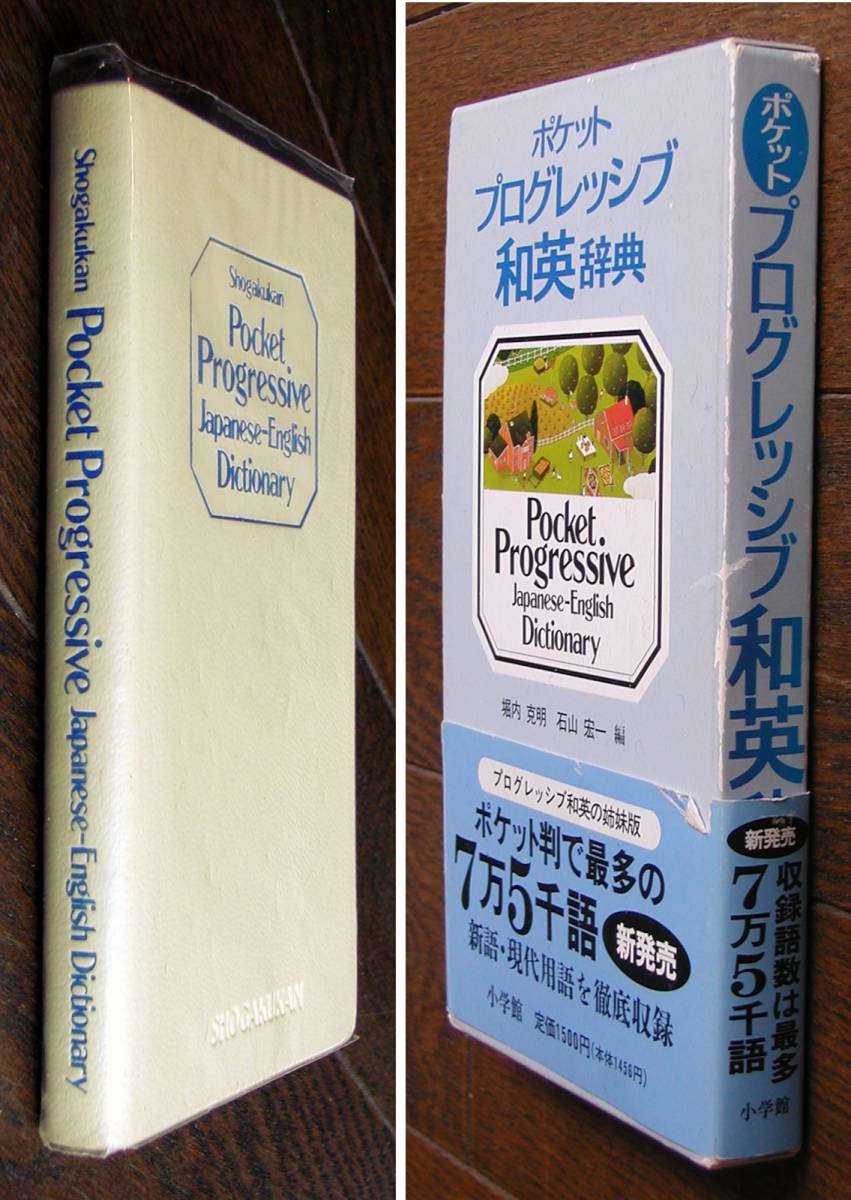 Shogakukan Pocket Progressive Japanese-English Dictionary
Shogakukan
Pocket
Progressive
Japanese-English
Dictionary
SHOGAKUKAN
ポケット
プログレッシブ
和英辞典
Pocket
Progressive
Japanese-English
Dictionary
堀内 克明 石山 宏一 編
プログレッシブ和英の姉妹版
ポケット判で最多の
7万5千語
新発売
新語・現代用語を徹底収録
小学館 定価1500円(本体1456円)
ポケット
プログレッシブ和英
新発売
収録語数は最多
7万5千語
小学館